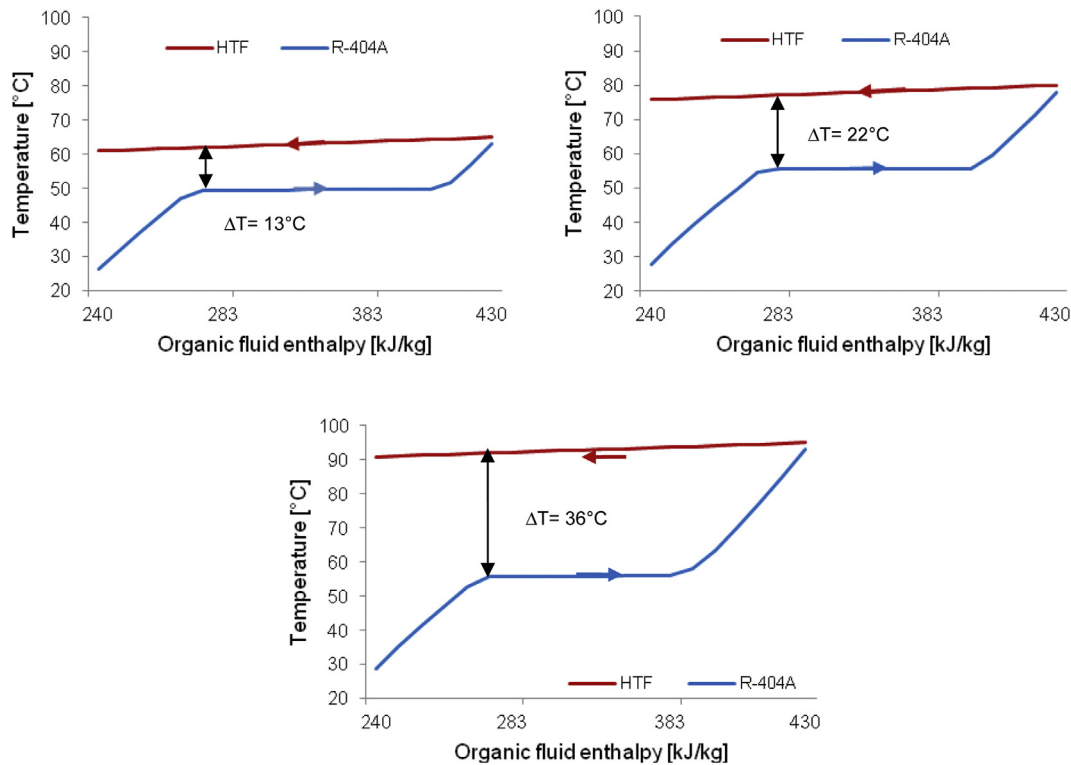 100
90
80
70
60
50
40
30
20
Temperature [°C]
HTF
R-404A
ΔT= 13°C
240
283
383
430
Organic fluid enthalpy [kJ/kg]
100
90
80
70
60
50
40
30
20
Temperature [°C]
HTF
R-404A
ΔT= 22°C
240
283
383
430
Organic fluid enthalpy [kJ/kg]
100
90
80
70
60
50
40
30
20
Temperature [°C]
ΔT= 36°C
HTF
R-404A
240
283
383
430
Organic fluid enthalpy [kJ/kg]